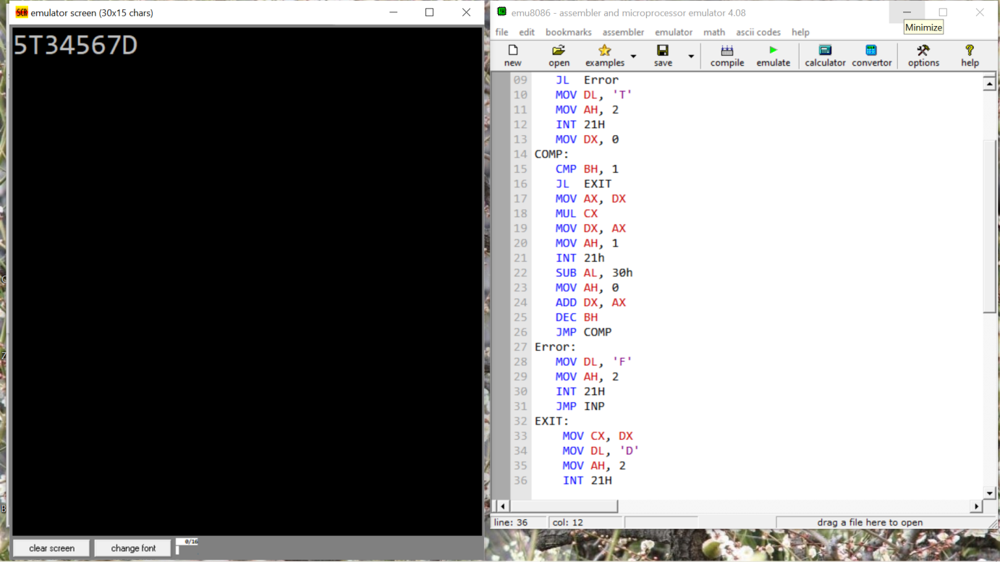 SCR emulator screen (30x15 chars)
5T34567D
clear screen
change font
0/16
emu8086 - assembler and microprocessor emulator 4.08
Minimize
file edit bookmarks assembler emulator math ascii codes help
new open examples save compile emulate calculator convertor options help
09 JL Error
10 MOV DL, 'T'
11 MOV AH, 2
12 INT 21H
13 MOV DX, 0
14 COMP:
15 CMP BH, 1
16 JL EXIT
17 MOV AX, DX
18 MUL CX
19 MOV DX, AX
20 MOV AH, 1
21 INT 21h
22 SUB AL, 30h
23 MOV AH, 0
24 ADD DX, AX
25 DEC BH
26 JMP COMP
27 Error:
28 MOV DL, 'F'
29 MOV AH, 2
30 INT 21H
31 JMP INP
32 EXIT:
33 MOV CX, DX
34 MOV DL, 'D'
35 MOV AH, 2
36 INT 21H
line: 36 col: 12 drag a file here to open